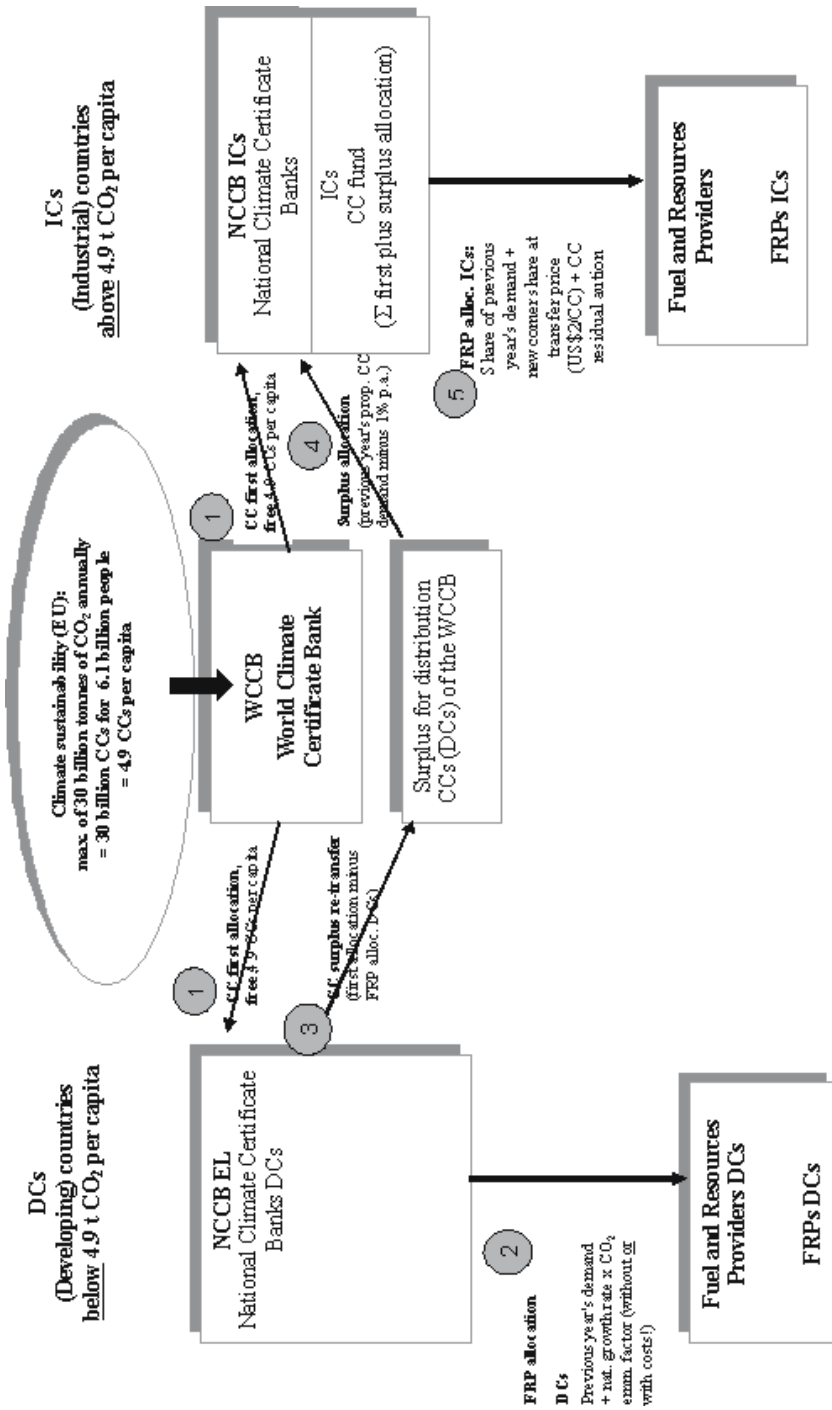 DCs
(Developing) countries
below 4.9 t CO₂ per capita
Climate sustainability (EU):
max. of 30 billion tonnes of CO₂ annually
= 30 billion CCs for 6.1 billion people
= 4.9 CCs per capita
ICs
(Industrial) countries
above 4.9 t CO₂ per capita
NCCB EL
National Climate Certificate
Banks DCs
1
CC first allocation,
free 4.9 CCs per capita
WCCB
World Climate
Certificate Bank
1
CC first allocation,
free 4.9 CCs per capita
NCCB ICs
National Climate Certificate
Banks
ICs
CC fund
(Σ first plus surplus allocation)
3
CC surplus re-transfer
(first allocation minus
FRP alloc. DCs)
Surplus for distribution
CCs (DCs) of the WCCB
4
Surplus allocation
(previous year's prop. CC
demand minus 1% p.a.)
2
FRP allocation
DCs
Previous year's demand
+ nat. growth rate x CO₂
emm. factor (without or
with costs!)
5
FRP alloc. ICs:
Share of previous
year's demand +
new comer share at
transfer price
(US$2/CC) + CC
residual aution
Fuel and Resources
Providers DCs
FRPs DCs
Fuel and Resources
Providers
FRPs ICs